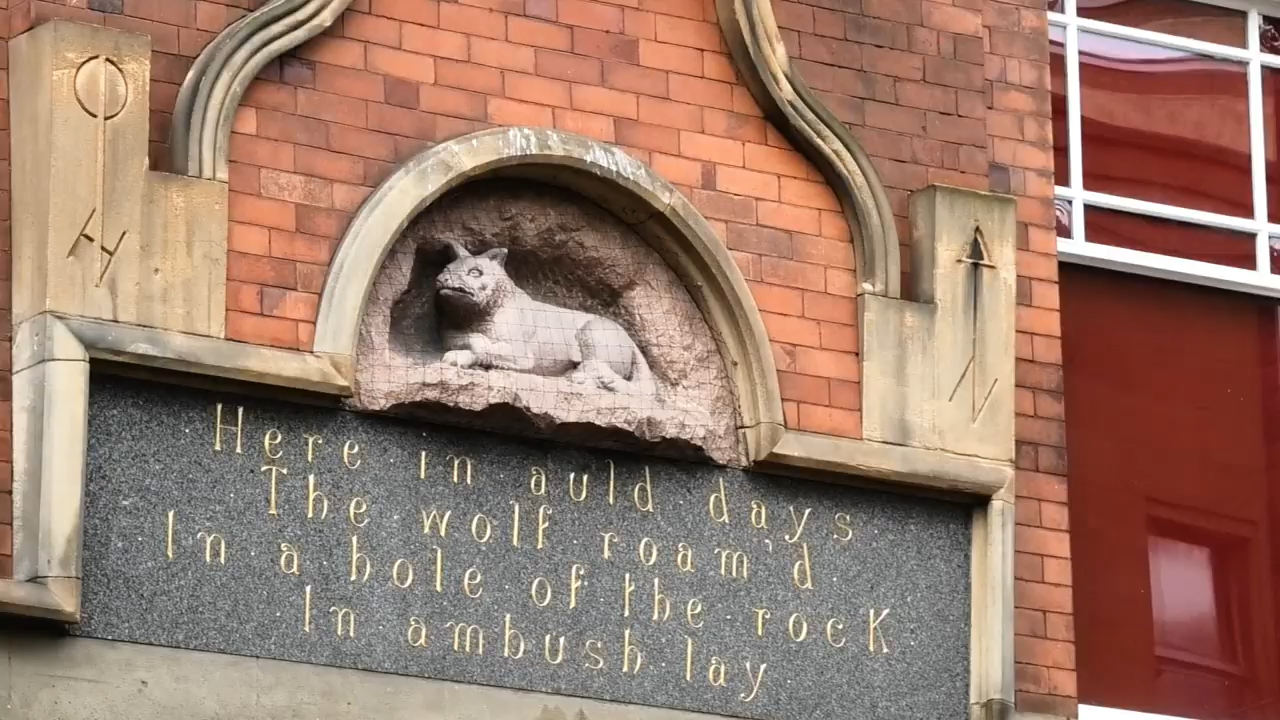 Here in auld days
The wolf roam'd
In a hole of the rock
In ambush lay